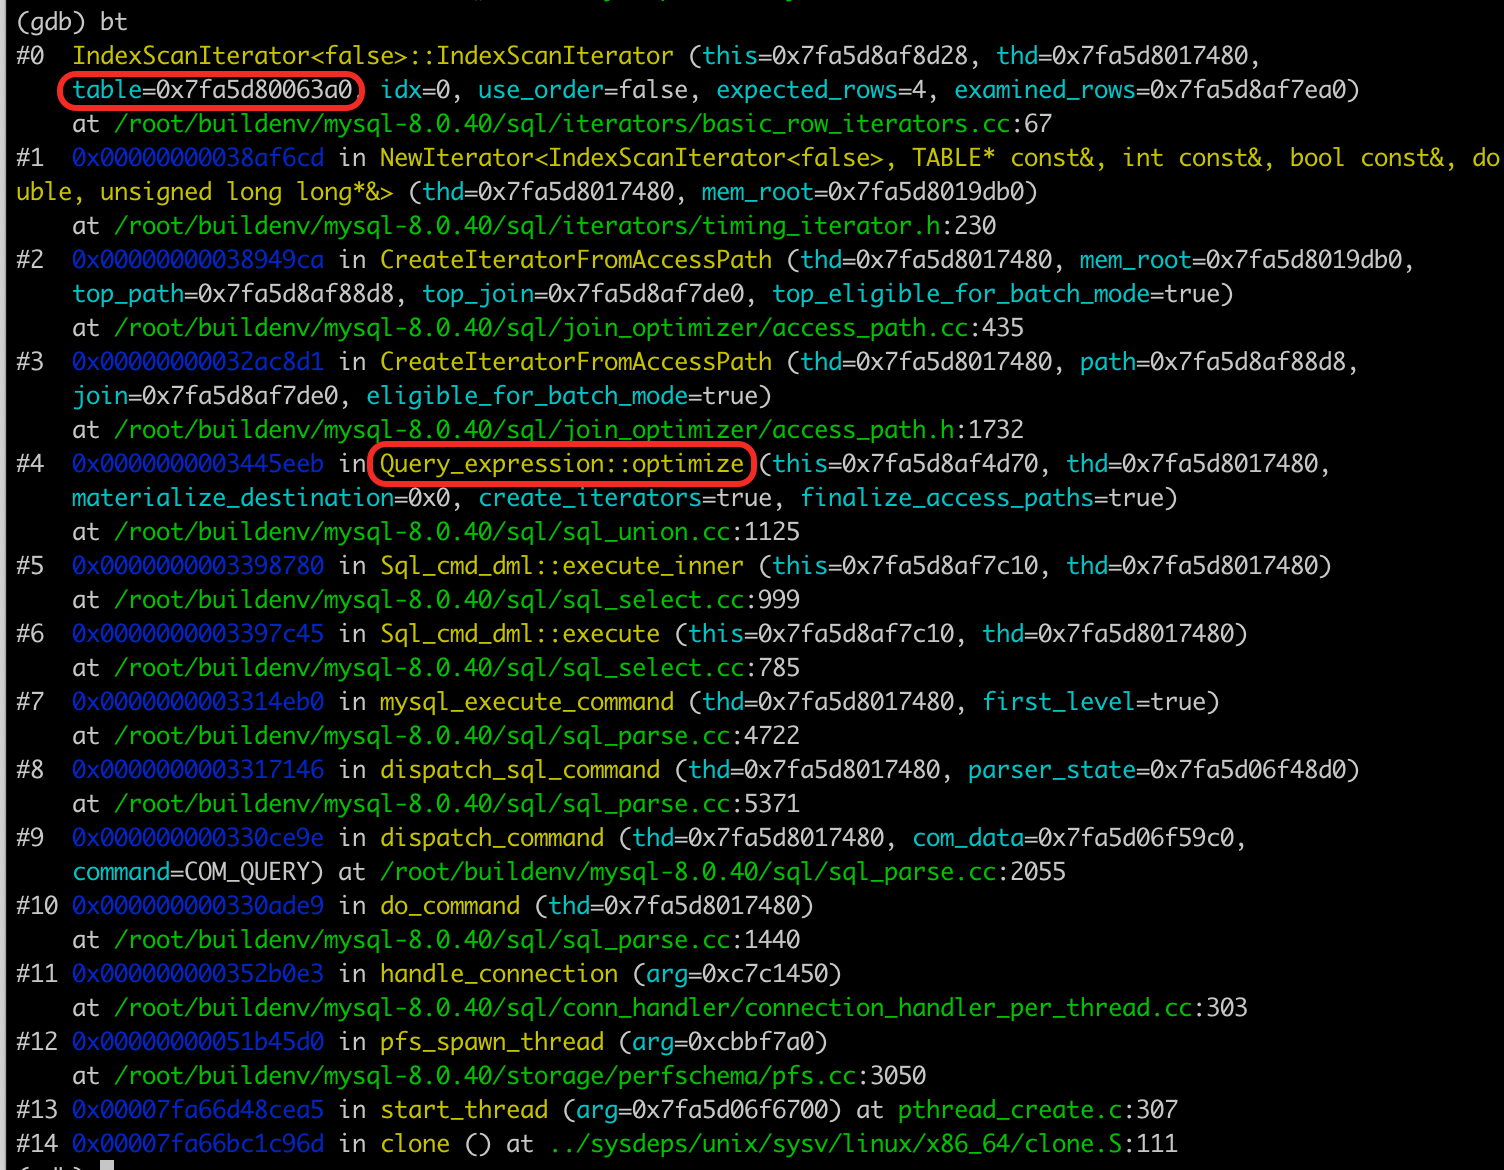 (gdb) bt
#0  IndexScanIterator<false>::IndexScanIterator (this=0x7fa5d8af8d28, thd=0x7fa5d8017480,
    table=0x7fa5d80063a0, idx=0, use_order=false, expected_rows=4, examined_rows=0x7fa5d8af7ea0)
    at /root/buildenv/mysql-8.0.40/sql/iterators/basic_row_iterators.cc:67
#1  0x00000000038af6cd in NewIterator<IndexScanIterator<false>, TABLE* const&, int const&, bool const&, do
uble, unsigned long long*&> (thd=0x7fa5d8017480, mem_root=0x7fa5d8019db0)
    at /root/buildenv/mysql-8.0.40/sql/iterators/timing_iterator.h:230
#2  0x00000000038949ca in CreateIteratorFromAccessPath (thd=0x7fa5d8017480, mem_root=0x7fa5d8019db0,
    top_path=0x7fa5d8af88d8, top_join=0x7fa5d8af7de0, top_eligible_for_batch_mode=true)
    at /root/buildenv/mysql-8.0.40/sql/join_optimizer/access_path.cc:435
#3  0x00000000032ac8d1 in CreateIteratorFromAccessPath (thd=0x7fa5d8017480, path=0x7fa5d8af88d8,
    join=0x7fa5d8af7de0, eligible_for_batch_mode=true)
    at /root/buildenv/mysql-8.0.40/sql/join_optimizer/access_path.h:1732
#4  0x0000000003445eeb in Query_expression::optimize (this=0x7fa5d8af4d70, thd=0x7fa5d8017480,
    materialize_destination=0x0, create_iterators=true, finalize_access_paths=true)
    at /root/buildenv/mysql-8.0.40/sql/sql_union.cc:1125
#5  0x0000000003398780 in Sql_cmd_dml::execute_inner (this=0x7fa5d8af7c10, thd=0x7fa5d8017480)
    at /root/buildenv/mysql-8.0.40/sql/sql_select.cc:999
#6  0x0000000003397c45 in Sql_cmd_dml::execute (this=0x7fa5d8af7c10, thd=0x7fa5d8017480)
    at /root/buildenv/mysql-8.0.40/sql/sql_select.cc:785
#7  0x0000000003314eb0 in mysql_execute_command (thd=0x7fa5d8017480, first_level=true)
    at /root/buildenv/mysql-8.0.40/sql/sql_parse.cc:4722
#8  0x0000000003317146 in dispatch_sql_command (thd=0x7fa5d8017480, parser_state=0x7fa5d06f48d0)
    at /root/buildenv/mysql-8.0.40/sql/sql_parse.cc:5371
#9  0x000000000330ce9e in dispatch_command (thd=0x7fa5d8017480, com_data=0x7fa5d06f59c0,
    command=COM_QUERY) at /root/buildenv/mysql-8.0.40/sql/sql_parse.cc:2055
#10 0x000000000330ade9 in do_command (thd=0x7fa5d8017480)
    at /root/buildenv/mysql-8.0.40/sql/sql_parse.cc:1440
#11 0x000000000352b0e3 in handle_connection (arg=0xc7c1450)
    at /root/buildenv/mysql-8.0.40/sql/conn_handler/connection_handler_per_thread.cc:303
#12 0x00000000051b45d0 in pfs_spawn_thread (arg=0xcbbf7a0)
    at /root/buildenv/mysql-8.0.40/storage/perfschema/pfs.cc:3050
#13 0x00007fa66d48cea5 in start_thread (arg=0x7fa5d06f6700) at pthread_create.c:307
#14 0x00007fa66bc1c96d in clone () at ../sysdeps/unix/sysv/linux/x86_64/clone.S:111